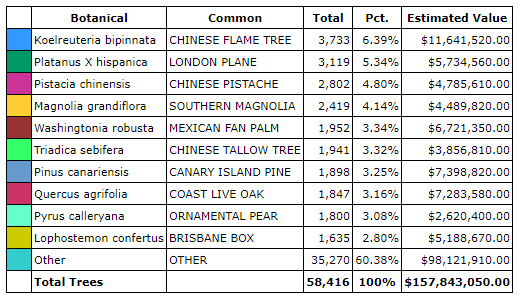 Botanical Common Total Pct. Estimated Value
Koelreuteria bipinnata CHINESE FLAME TREE 3,733 6.39% $11,641,520.00
Platanus X hispanica LONDON PLANE 3,119 5.34% $5,734,560.00
Pistacia chinensis CHINESE PISTACHE 2,802 4.80% $4,785,610.00
Magnolia grandiflora SOUTHERN MAGNOLIA 2,419 4.14% $4,489,820.00
Washingtonia robusta MEXICAN FAN PALM 1,952 3.34% $6,721,350.00
Triadica sebifera CHINESE TALLOW TREE 1,941 3.32% $3,856,810.00
Pinus canariensis CANARY ISLAND PINE 1,898 3.25% $7,398,820.00
Quercus agrifolia COAST LIVE OAK 1,847 3.16% $7,283,580.00
Pyrus calleryana ORNAMENTAL PEAR 1,800 3.08% $2,620,400.00
Lophostemon confertus BRISBANE BOX 1,635 2.80% $5,188,670.00
Other OTHER 35,270 60.38% $98,121,910.00
Total Trees 58,416 100% $157,843,050.00